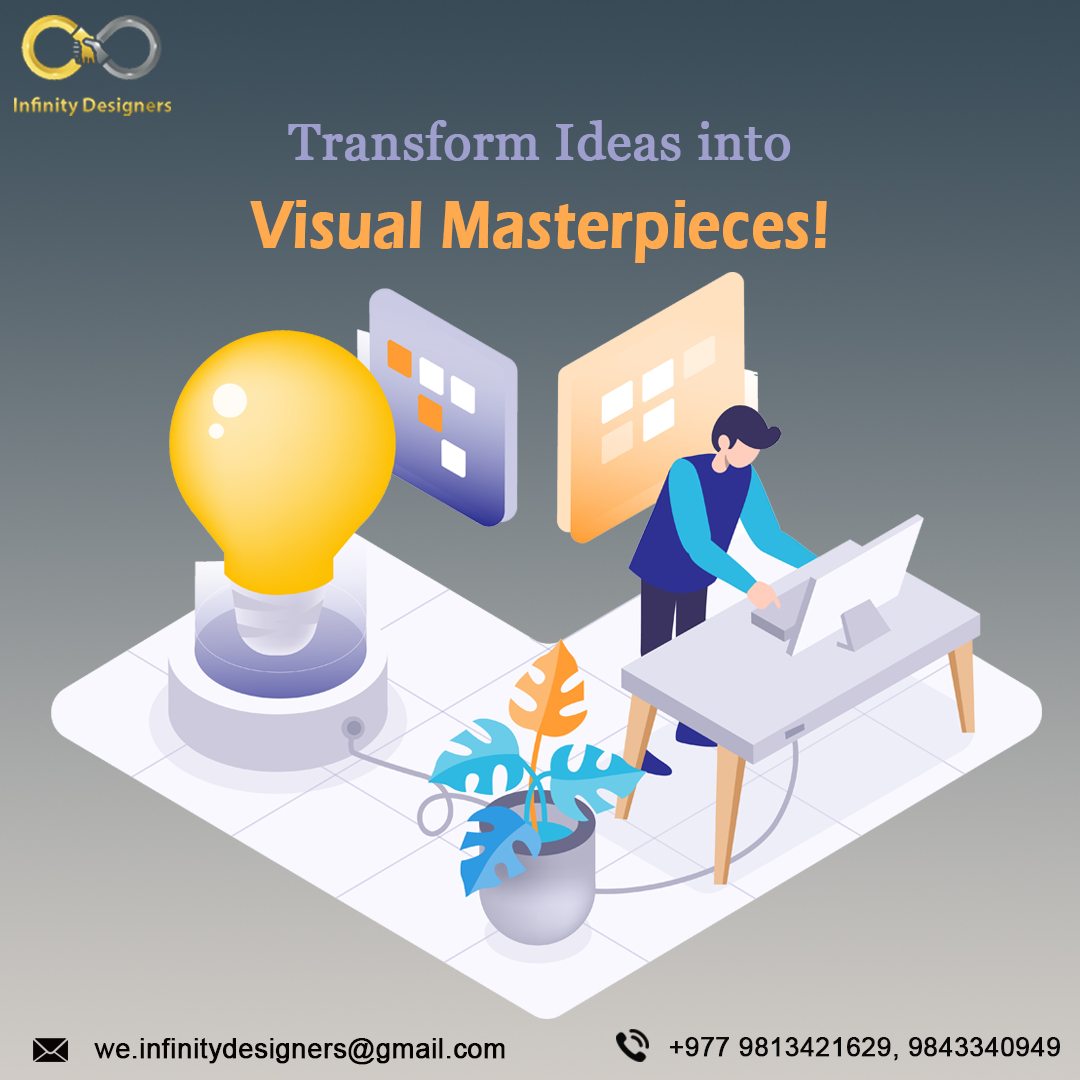 Infinity Designers
Transform Ideas into
Visual Masterpieces!
we.infinitydesigners@gmail.com
+977 9813421629, 9843340949